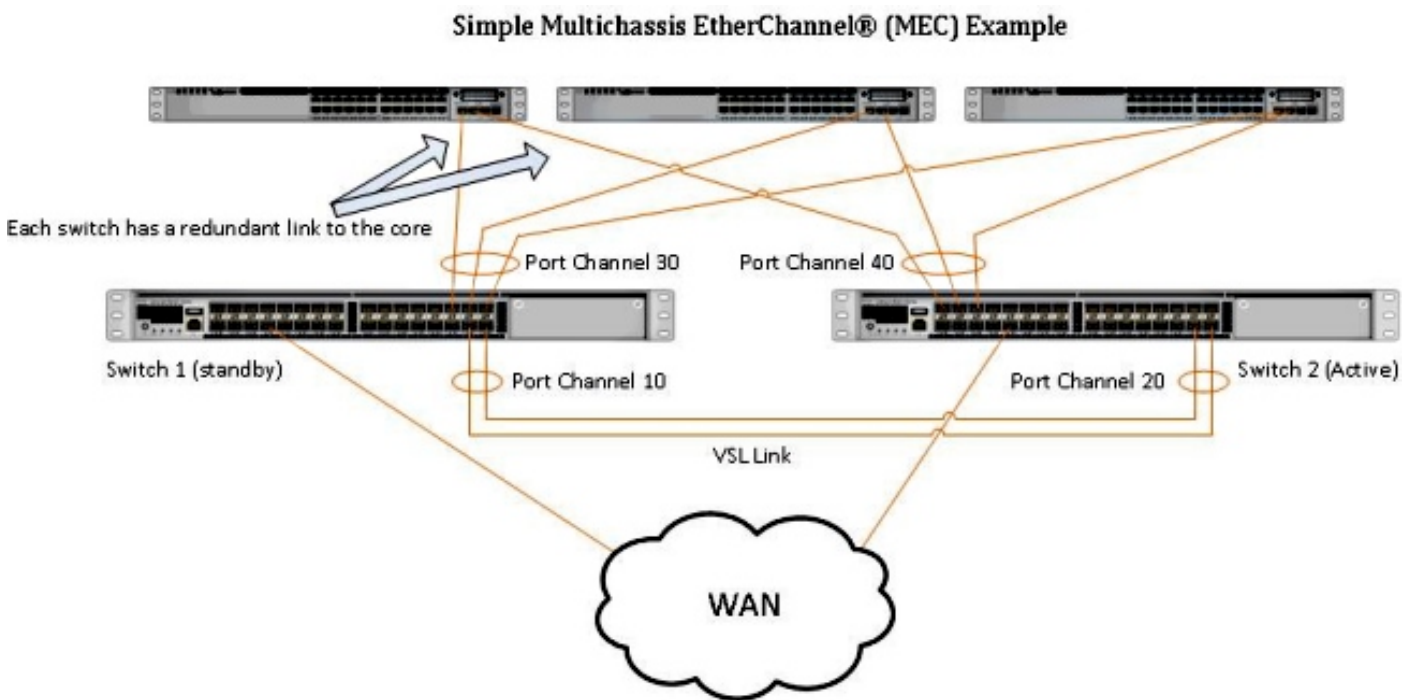 Simple Multichassis EtherChannel® (MEC) Example
Each switch has a redundant link to the core
Port Channel 30
Port Channel 40
Switch 1 (standby)
Port Channel 10
Port Channel 20
Switch 2 (Active)
VSL Link
WAN